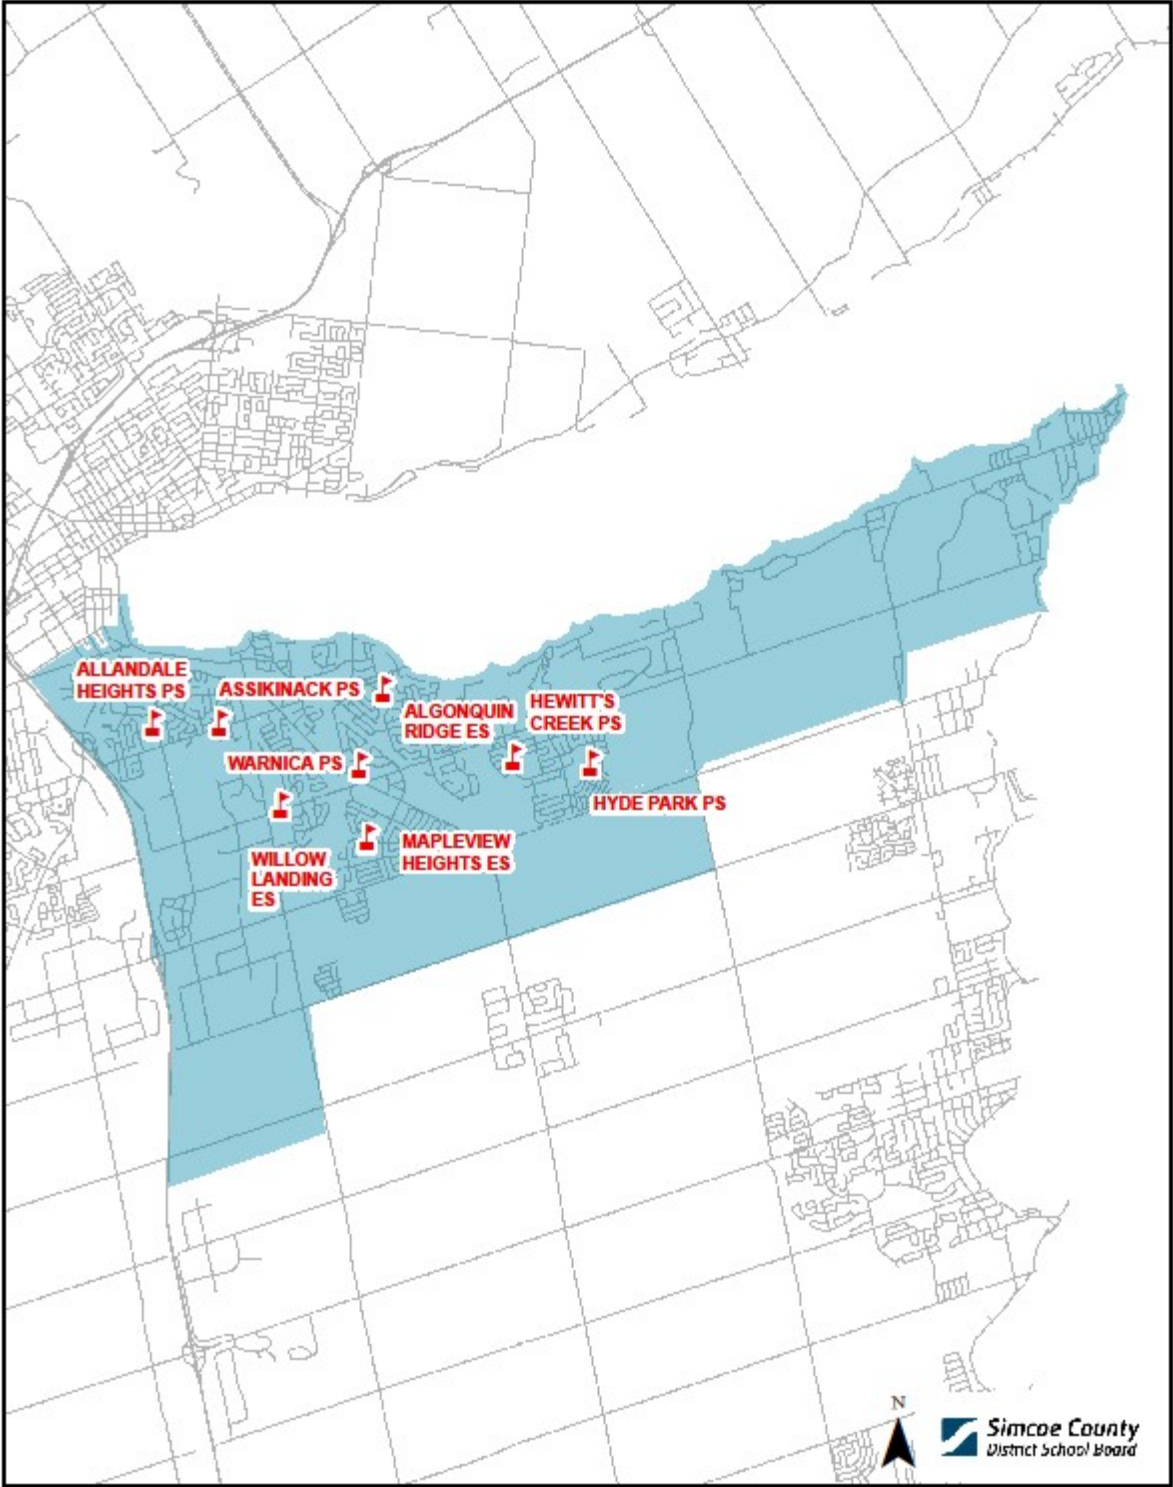 ALLANDALE
HEIGHTS PS
ASSIKINACK PS
ALGONQUIN
RIDGE ES
HEWITT'S
CREEK PS
WARNICA PS
HYDE PARK PS
WILLOW
LANDING
ES
MAPLEVIEW
HEIGHTS ES
N
Simcoe County
District School Board